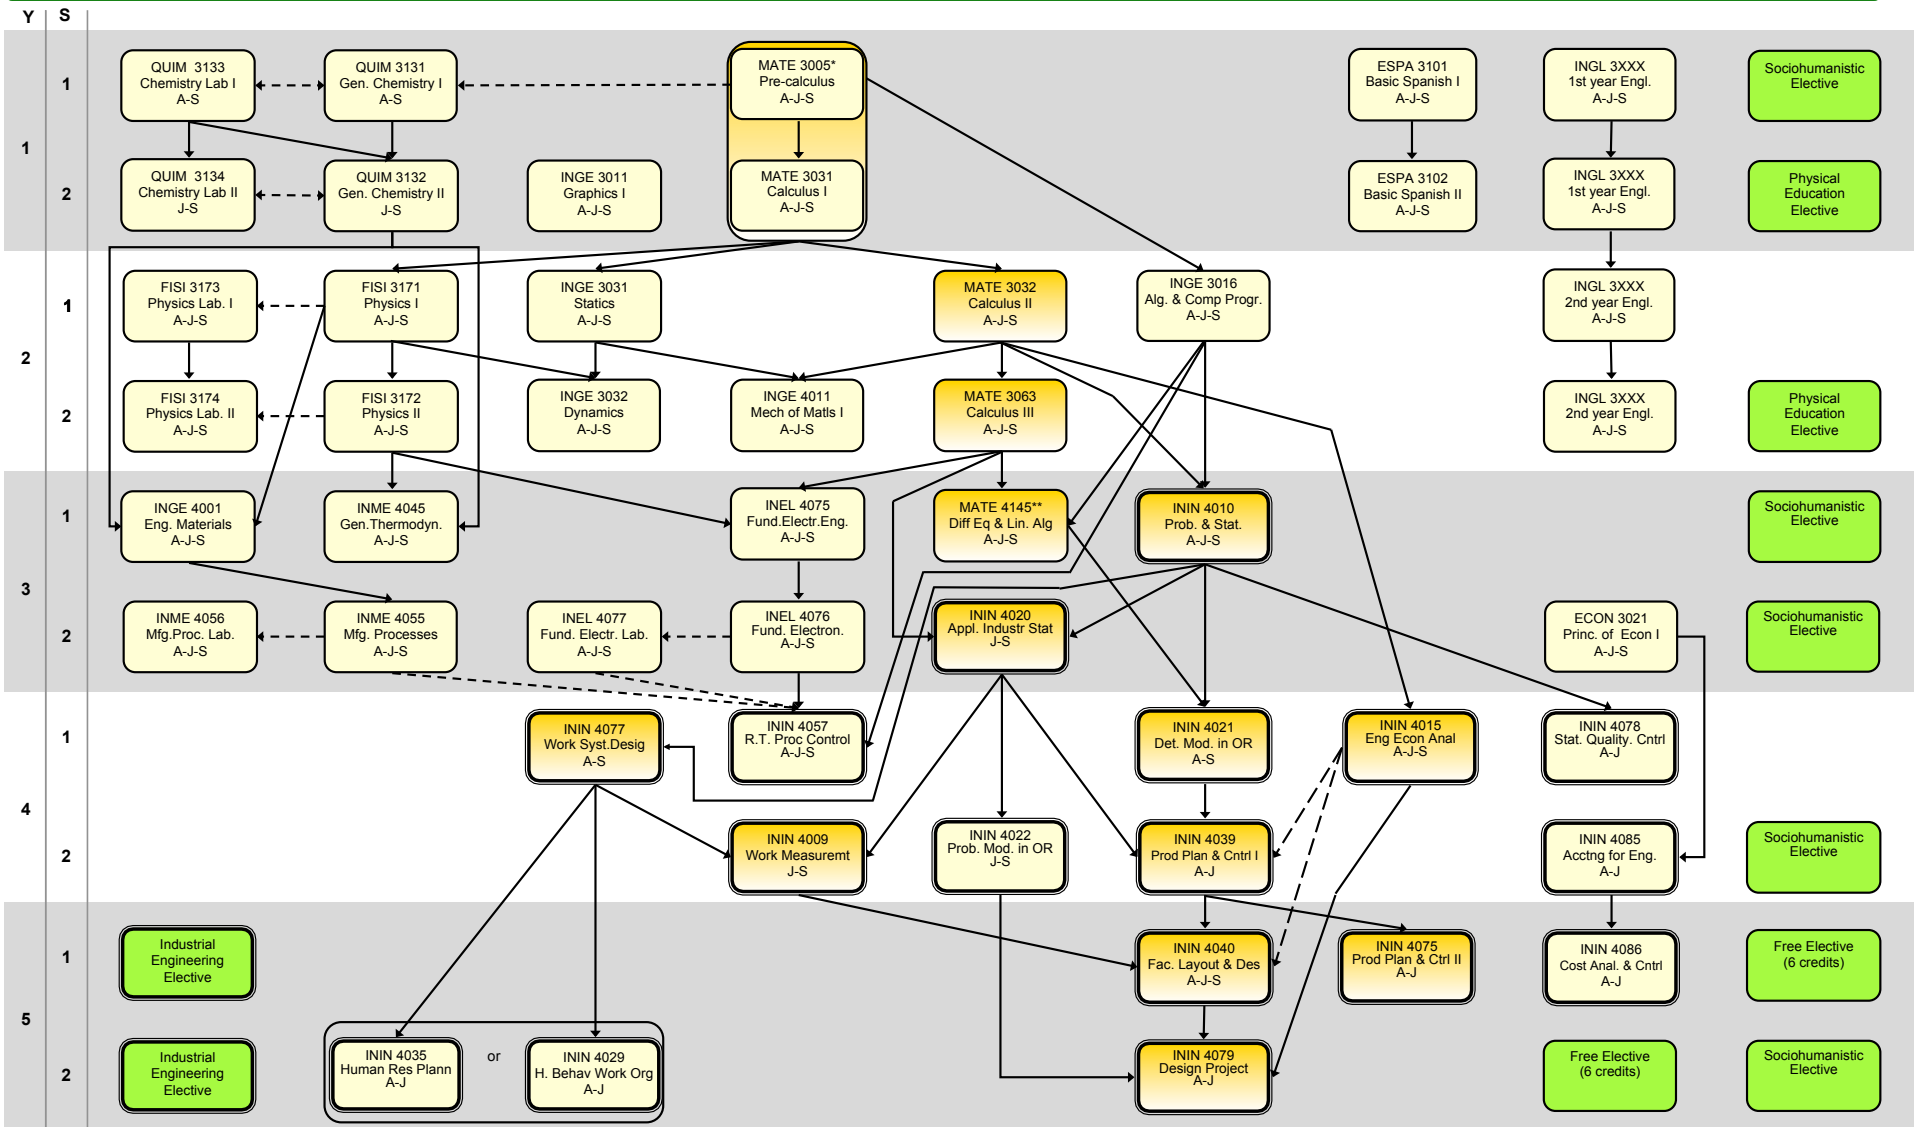 Y S
1
1
QUIM 3133
Chemistry Lab I
A-S
QUIM 3131
Gen. Chemistry I
A-S
MATE 3005*
Pre-calculus
A-J-S
ESPA 3101
Basic Spanish I
A-J-S
INGL 3XXX
1st year Engl.
A-J-S
Sociohumanistic
Elective
2
QUIM 3134
Chemistry Lab II
J-S
QUIM 3132
Gen. Chemistry II
J-S
INGE 3011
Graphics I
A-J-S
MATE 3031
Calculus I
A-J-S
ESPA 3102
Basic Spanish II
A-J-S
INGL 3XXX
1st year Engl.
A-J-S
Physical
Education
Elective
2
1
FISI 3173
Physics Lab. I
A-J-S
FISI 3171
Physics I
A-J-S
INGE 3031
Statics
A-J-S
MATE 3032
Calculus II
A-J-S
INGE 3016
Alg. & Comp Progr.
A-J-S
INGL 3XXX
2nd year Engl.
A-J-S
2
FISI 3174
Physics Lab. II
A-J-S
FISI 3172
Physics II
A-J-S
INGE 3032
Dynamics
A-J-S
INGE 4011
Mech of Matls I
A-J-S
MATE 3063
Calculus III
A-J-S
INGL 3XXX
2nd year Engl.
A-J-S
Physical
Education
Elective
3
1
INGE 4001
Eng. Materials
A-J-S
INME 4045
Gen.Thermodyn.
A-J-S
INEL 4075
Fund.Electr.Eng.
A-J-S
MATE 4145**
Diff Eq & Lin. Alg
A-J-S
ININ 4010
Prob. & Stat.
A-J-S
Sociohumanistic
Elective
2
INME 4056
Mfg.Proc. Lab.
A-J-S
INME 4055
Mfg. Processes
A-J-S
INEL 4077
Fund. Electr. Lab.
A-J-S
INEL 4076
Fund. Electron.
A-J-S
ININ 4020
Appl. Industr Stat
J-S
ECON 3021
Princ. of Econ I
A-J-S
Sociohumanistic
Elective
4
1
ININ 4077
Work Syst.Desig
A-S
ININ 4057
R.T. Proc Control
A-J-S
ININ 4021
Det. Mod. in OR
A-S
ININ 4015
Eng Econ Anal
A-J-S
ININ 4078
Stat. Quality. Cntrl
A-J
2
ININ 4009
Work Measuremt
J-S
ININ 4022
Prob. Mod. in OR
J-S
ININ 4039
Prod Plan & Cntrl I
A-J
ININ 4085
Acctng for Eng.
A-J
Sociohumanistic
Elective
5
1
Industrial
Engineering
Elective
ININ 4040
Fac. Layout & Des
A-J-S
ININ 4075
Prod Plan & Ctrl II
A-J
ININ 4086
Cost Anal. & Cntrl
A-J
Free Elective
(6 credits)
2
Industrial
Engineering
Elective
ININ 4035
Human Res Plann
A-J
or
ININ 4029
H. Behav Work Org
A-J
ININ 4079
Design Project
A-J
Free Elective
(6 credits)
Sociohumanistic
Elective